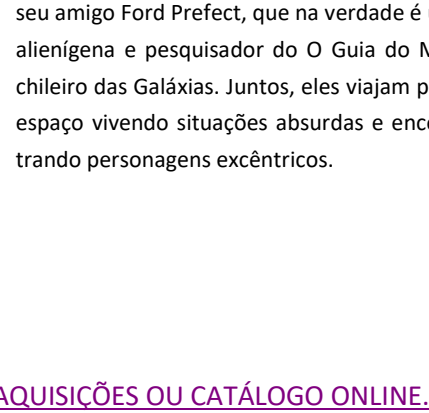 seu amigo Ford Prefect, que na verdade é
alienígena e pesquisador do O Guia do
chileiro das Galáxias. Juntos, eles viajam
espaço vivendo situações absurdas e
trando personagens excêntricos.
AQUISIÇÕES OU CATÁLOGO ONLINE.